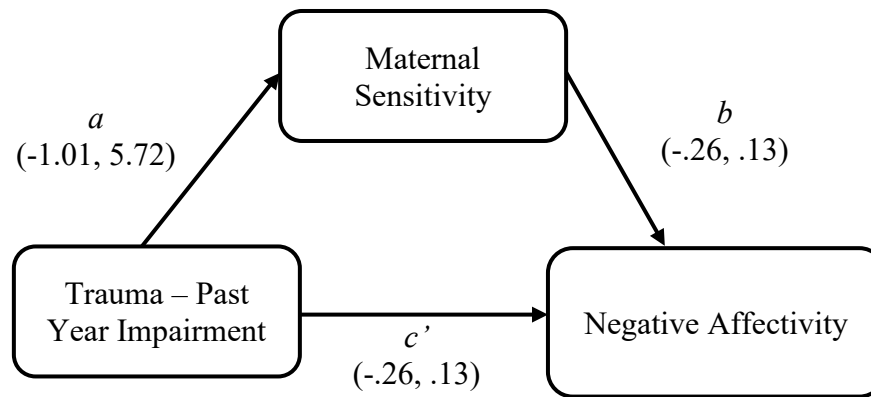 Maternal
Sensitivity
a
(-1.01, 5.72)
b
(-.26, .13)
Trauma – Past
Year Impairment
Negative Affectivity
c’
(-.26, .13)